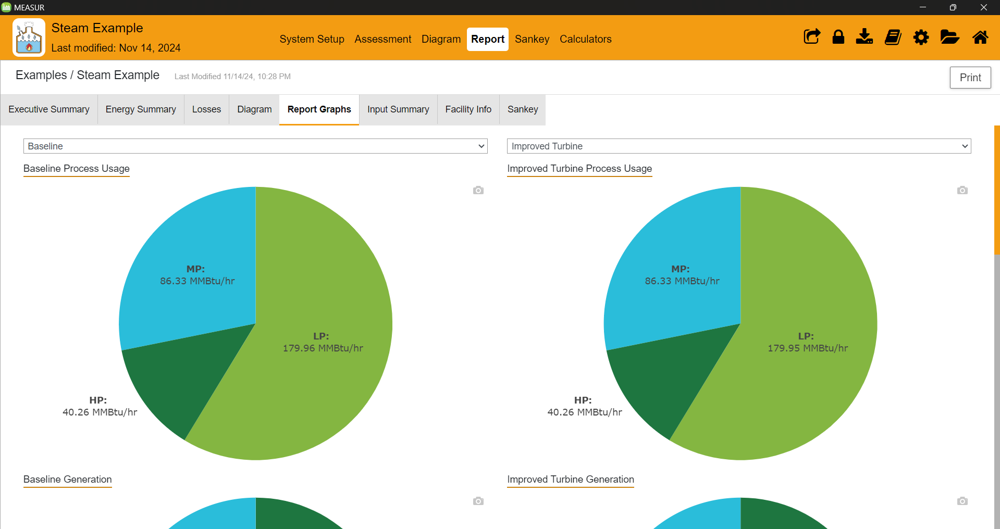 MEASUR
Steam Example
Last modified: Nov 14, 2024
System Setup
Assessment
Diagram
Report
Sankey
Calculators
Examples / Steam Example
Last Modified 11/14/24, 10:28 PM
Print
Executive Summary
Energy Summary
Losses
Diagram
Report Graphs
Input Summary
Facility Info
Sankey
Baseline
Improved Turbine
Baseline Process Usage
Improved Turbine Process Usage
MP:
86.33 MMBtu/hr
LP:
179.96 MMBtu/hr
HP:
40.26 MMBtu/hr
MP:
86.33 MMBtu/hr
LP:
179.95 MMBtu/hr
HP:
40.26 MMBtu/hr
Baseline Generation
Improved Turbine Generation